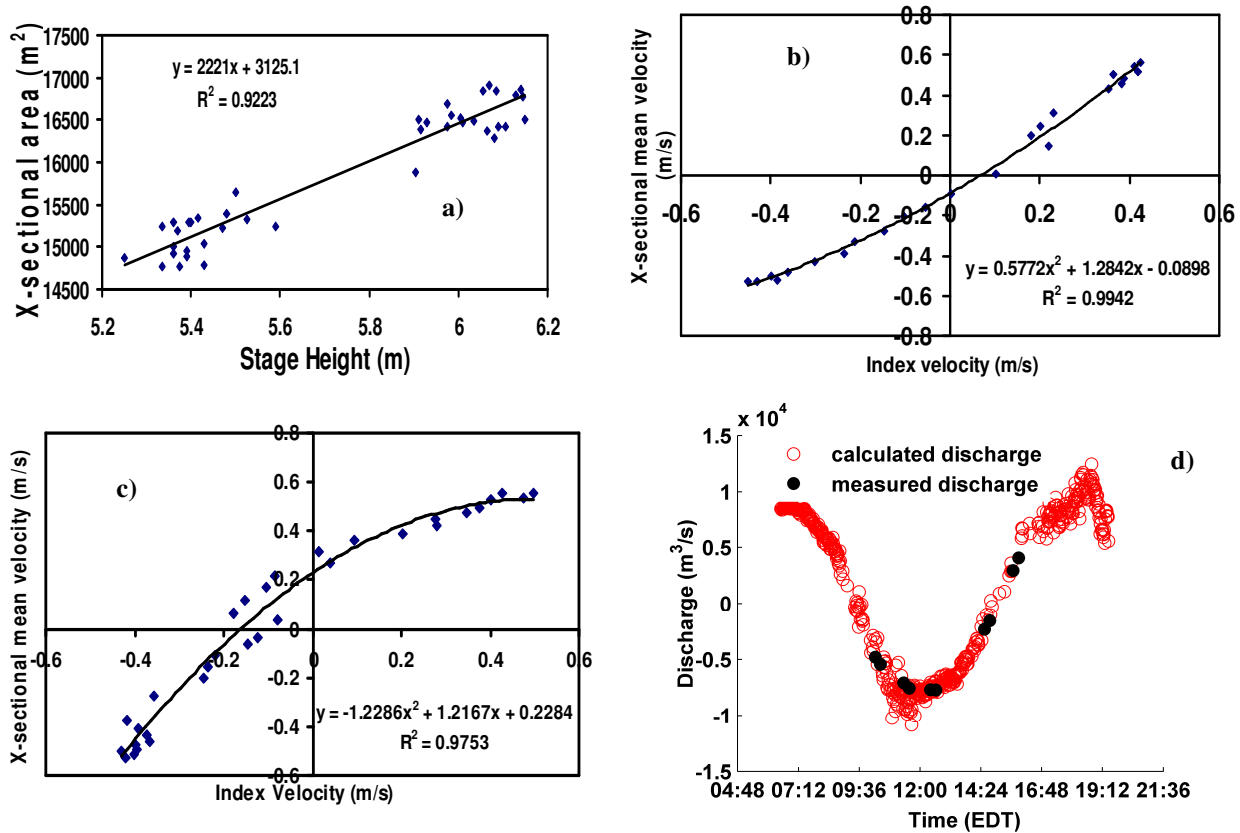 17500
17000
16500
16000
15500
15000
14500
X-sectional area (m²)
y = 2221x + 3125.1
R² = 0.9223
a)
5.2 5.4 5.6 5.8 6 6.2
Stage Height (m)
0.8
0.6
0.4
0.2
0
-0.2
-0.4
-0.6
-0.8
X-sectional mean velocity
(m/s)
b)
-0.6 -0.4 -0.2 0 0.2 0.4 0.6
y = 0.5772x² + 1.2842x - 0.0898
R² = 0.9942
Index velocity (m/s)
0.8
0.6
0.4
0.2
0
-0.2
-0.4
-0.6
X-sectional mean velocity (m/s)
c)
-0.6 -0.4 -0.2 0 0.2 0.4 0.6
y = -1.2286x² + 1.2167x + 0.2284
R² = 0.9753
Index Velocity (m/s)
x 10⁴
1.5
1
0.5
0
-0.5
-1
-1.5
Discharge (m³/s)
calculated discharge
measured discharge
d)
04:48 07:12 09:36 12:00 14:24 16:48 19:12 21:36
Time (EDT)